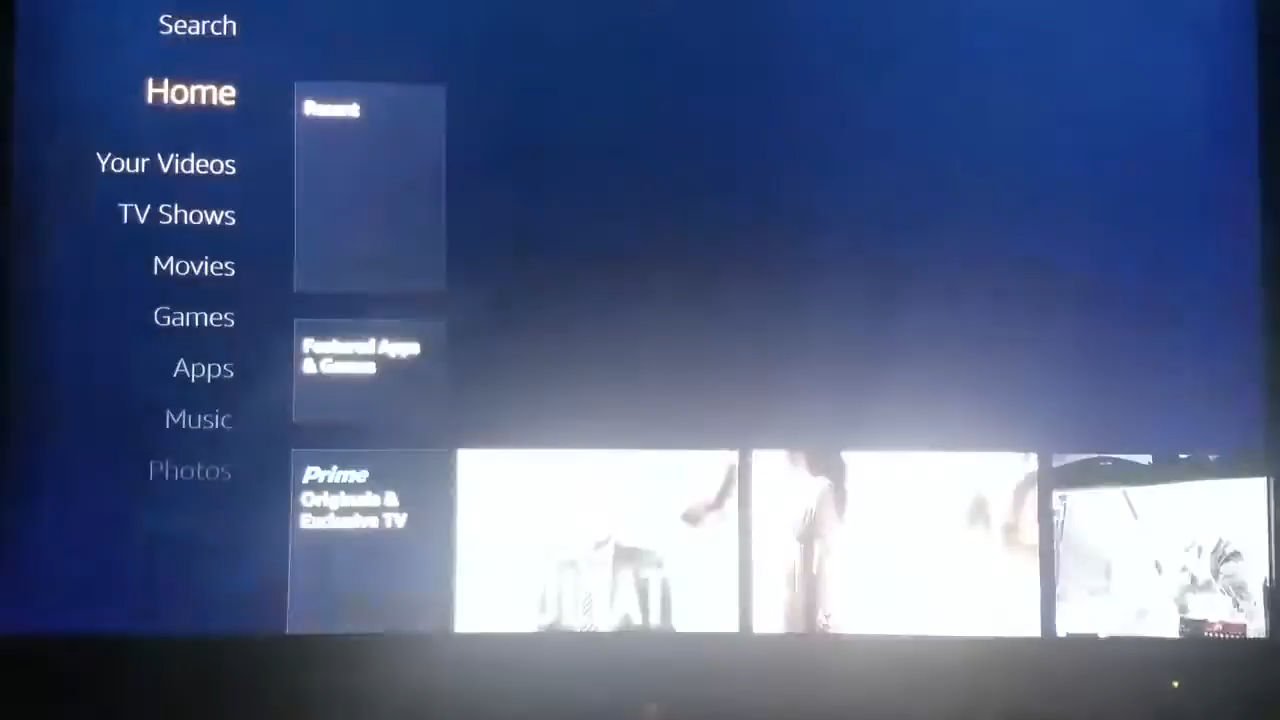 Search
Home
Recent
Your Videos
TV Shows
Movies
Games
Featured Apps
& Games
Apps
Music
Photos
Prime
Originals &
Exclusive TV